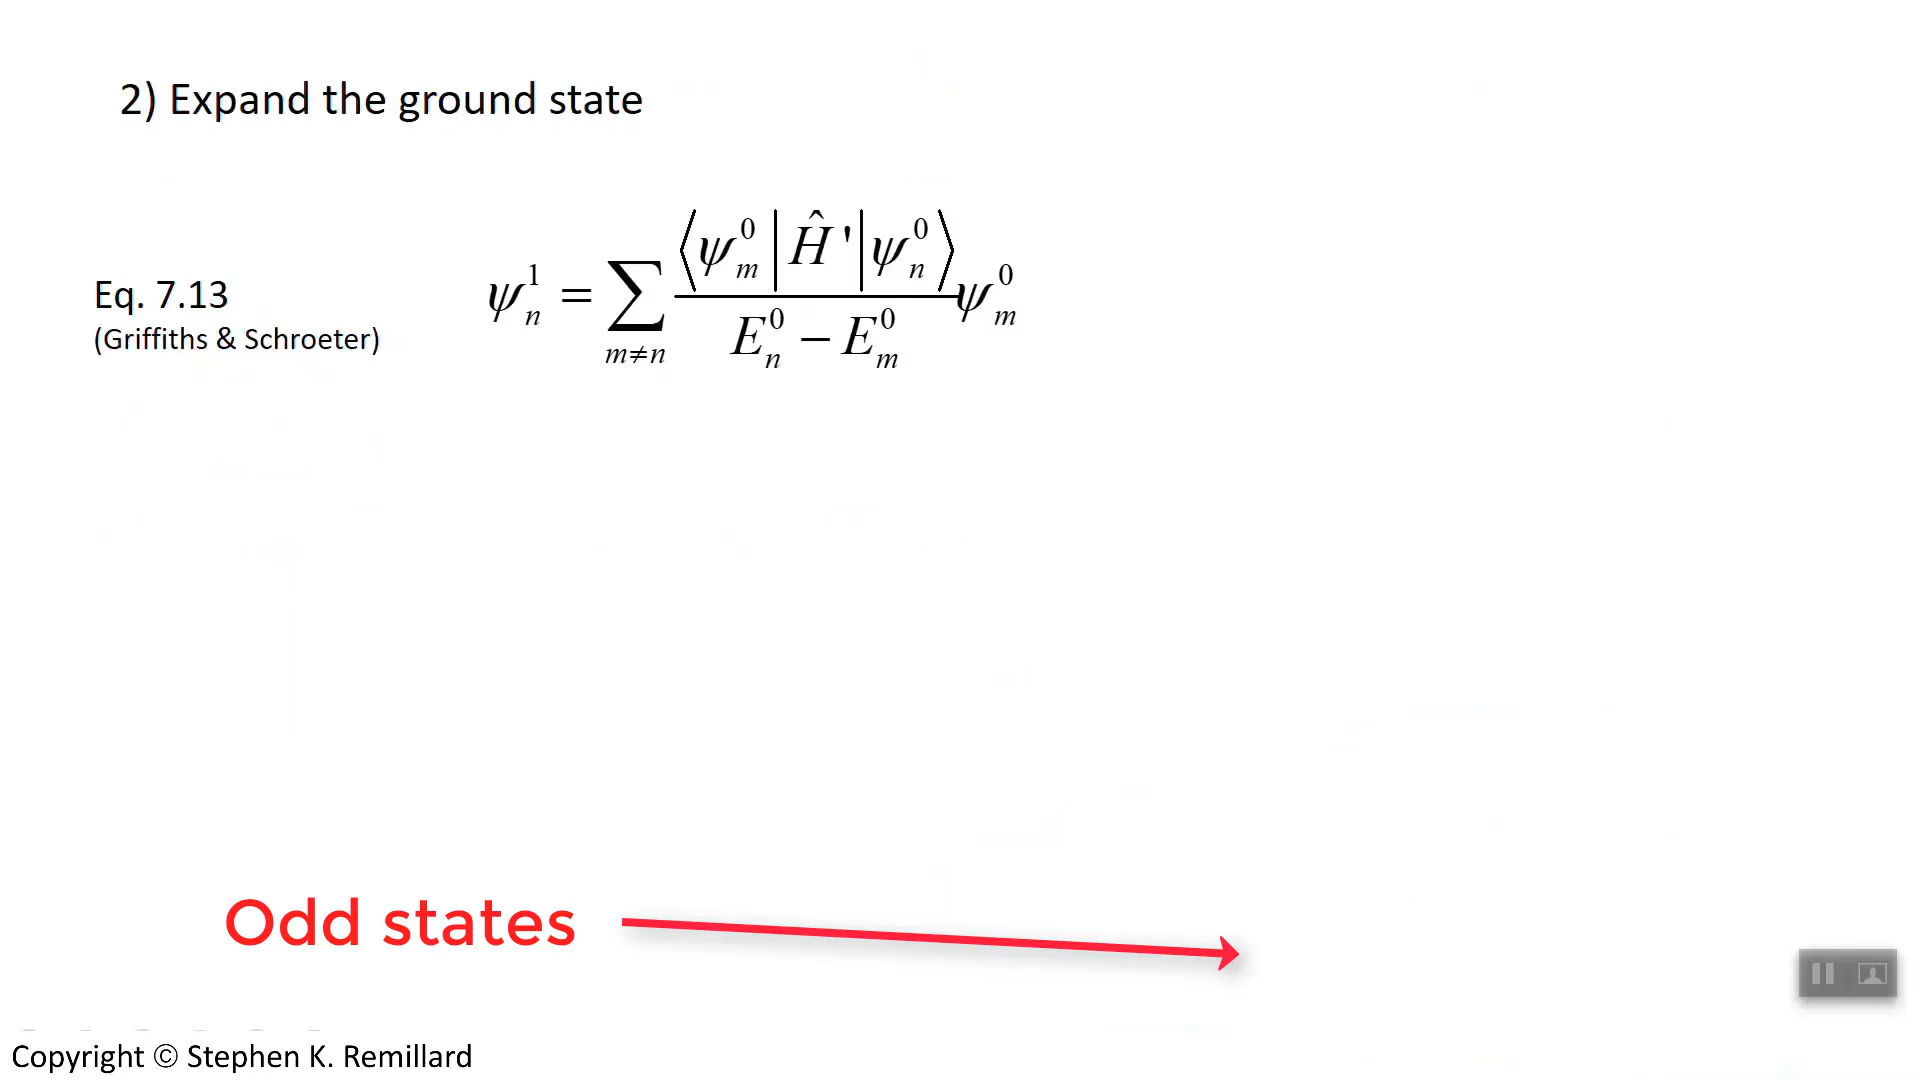 2) Expand the ground state
Eq. 7.13
(Griffiths & Schroeter)
ψ_n^1 = ∑_{m≠n} ⟨ψ_m^0|Ĥ'|ψ_n^0⟩ / (E_n^0 − E_m^0) ψ_m^0
Odd states
Copyright © Stephen K. Remillard